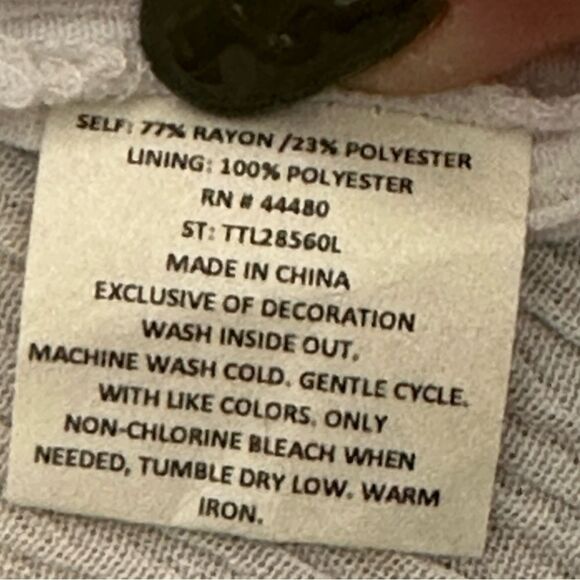 SELF: 77% RAYON /23% POLYESTER
LINING: 100% POLYESTER
RN # 44480
ST: TTL28560L
MADE IN CHINA
EXCLUSIVE OF DECORATION
WASH INSIDE OUT.
MACHINE WASH COLD. GENTLE CYCLE.
WITH LIKE COLORS. ONLY
NON-CHLORINE BLEACH WHEN
NEEDED, TUMBLE DRY LOW. WARM
IRON.